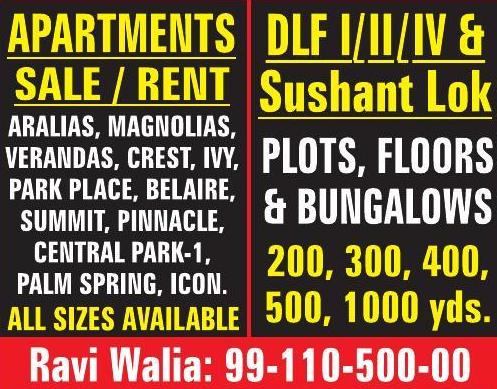 APARTMENTS
SALE / RENT
ARALIAS, MAGNOLIAS,
VERANDAS, CREST, IVY,
PARK PLACE, BELAIRE,
SUMMIT, PINNACLE,
CENTRAL PARK-1,
PALM SPRING, ICON.
ALL SIZES AVAILABLE
DLF I/II/IV &
Sushant Lok
PLOTS, FLOORS
& BUNGALOWS
200, 300, 400,
500, 1000 yds.
Ravi Walia: 99-110-500-00